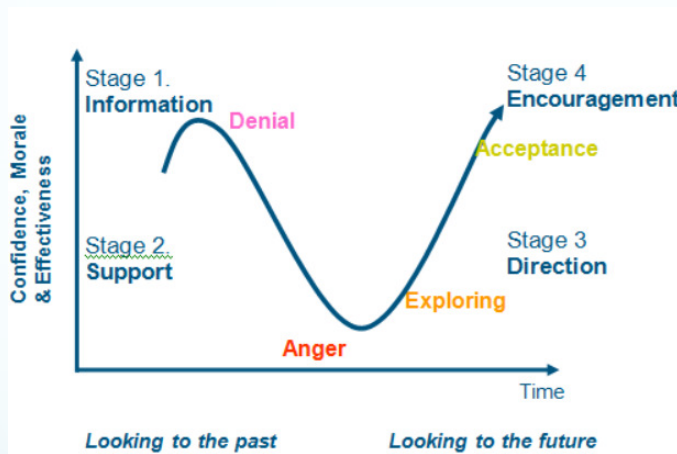 Stage 1.
Information
Denial
Stage 4
Encouragement
Acceptance
Confidence, Morale
& Effectiveness
Stage 2.
Support
Stage 3
Direction
Exploring
Anger
Time
Looking to the past
Looking to the future